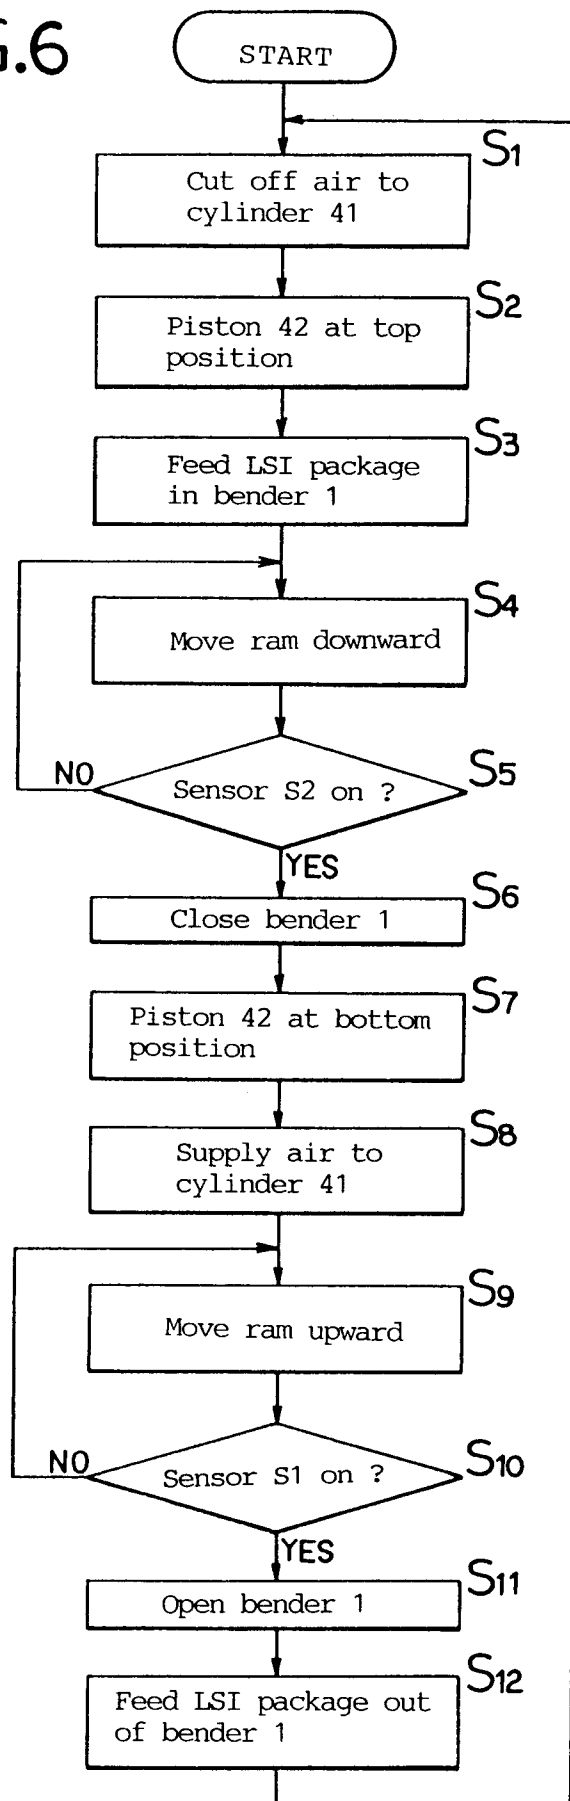 G.6
START
S1
Cut off air to
cylinder 41
S2
Piston 42 at top
position
S3
Feed LSI package
in bender 1
S4
Move ram downward
S5
NO
Sensor S2 on ?
YES
S6
Close bender 1
S7
Piston 42 at bottom
position
S8
Supply air to
cylinder 41
S9
Move ram upward
S10
NO
Sensor S1 on ?
YES
S11
Open bender 1
S12
Feed LSI package out
of bender 1